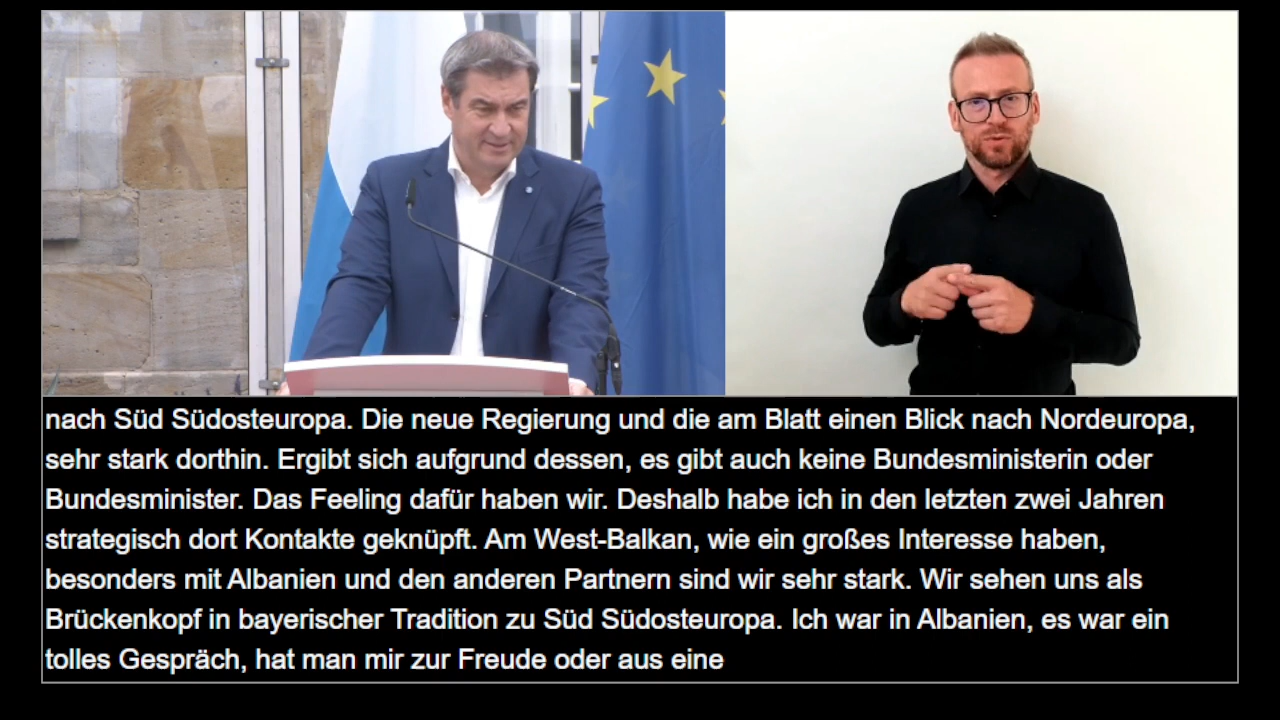 nach Süd Südosteuropa. Die neue Regierung und die am Blatt einen Blick nach Nordeuropa,
sehr stark dorthin. Ergibt sich aufgrund dessen, es gibt auch keine Bundesministerin oder
Bundesminister. Das Feeling dafür haben wir. Deshalb habe ich in den letzten zwei Jahren
strategisch dort Kontakte geknüpft. Am West-Balkan, wie ein großes Interesse haben,
besonders mit Albanien und den anderen Partnern sind wir sehr stark. Wir sehen uns als
Brückenkopf in bayerischer Tradition zu Süd Südosteuropa. Ich war in Albanien, es war ein
tolles Gespräch, hat man mir zur Freude oder aus eine